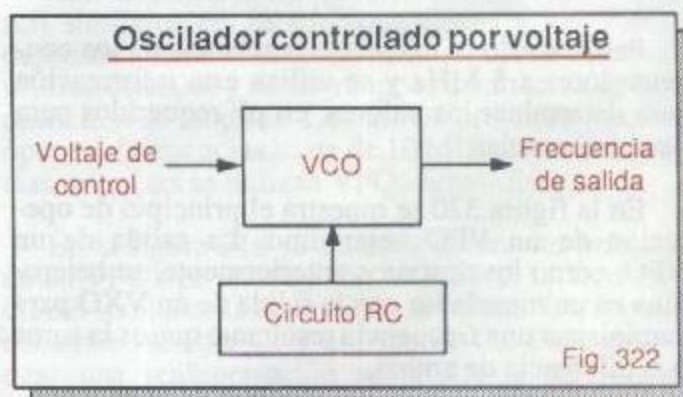 Oscilador controlado por voltaje
Voltaje de
control
VCO
Frecuencia
de salida
Circuito RC
Fig. 322